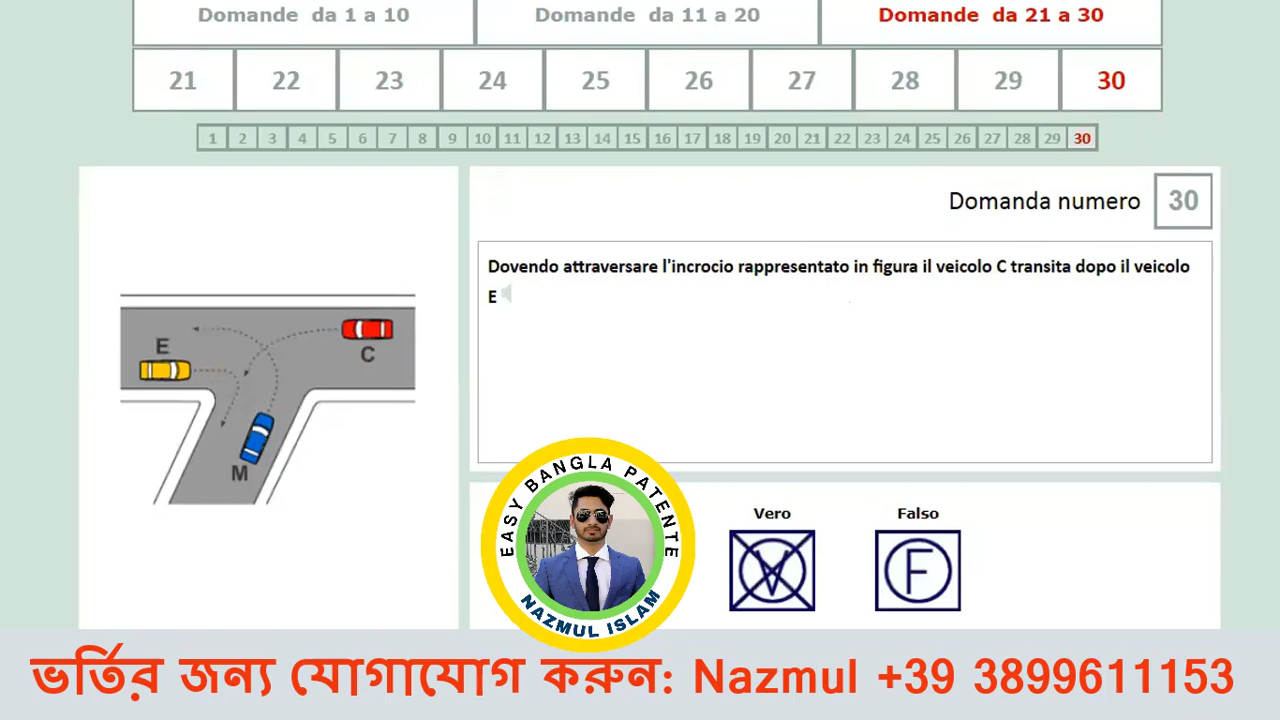 Domande da 1 a 10
Domande da 11 a 20
Domande da 21 a 30
21 22 23 24 25 26 27 28 29 30
1 2 3 4 5 6 7 8 9 10 11 12 13 14 15 16 17 18 19 20 21 22 23 24 25 26 27 28 29 30
Domanda numero 30
Dovendo attraversare l'incrocio rappresentato in figura il veicolo C transita dopo il veicolo
E
E
C
M
EASY BANGLA PATENTE
NAZMUL ISLAM
Vero
Falso
V
F
ভর্তির জন্য যোগাযোগ করুন: Nazmul +39 3899611153